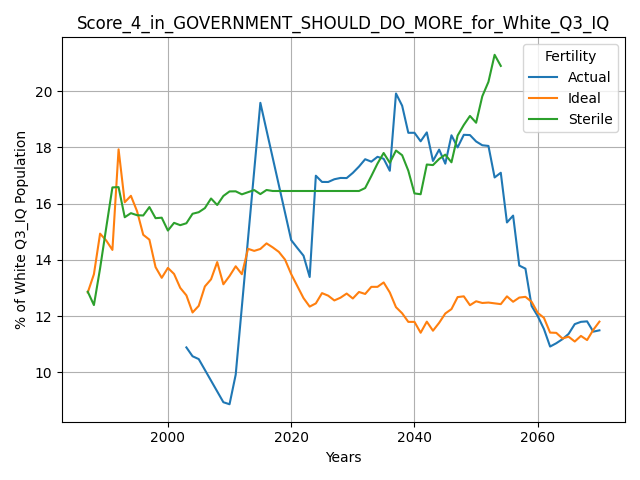 Score_4_in_GOVERNMENT_SHOULD_DO_MORE_for_White_Q3_IQ
Fertility
Actual
Ideal
Sterile
% of White Q3_IQ Population
20
18
16
14
12
10
2000
2020
2040
2060
Years